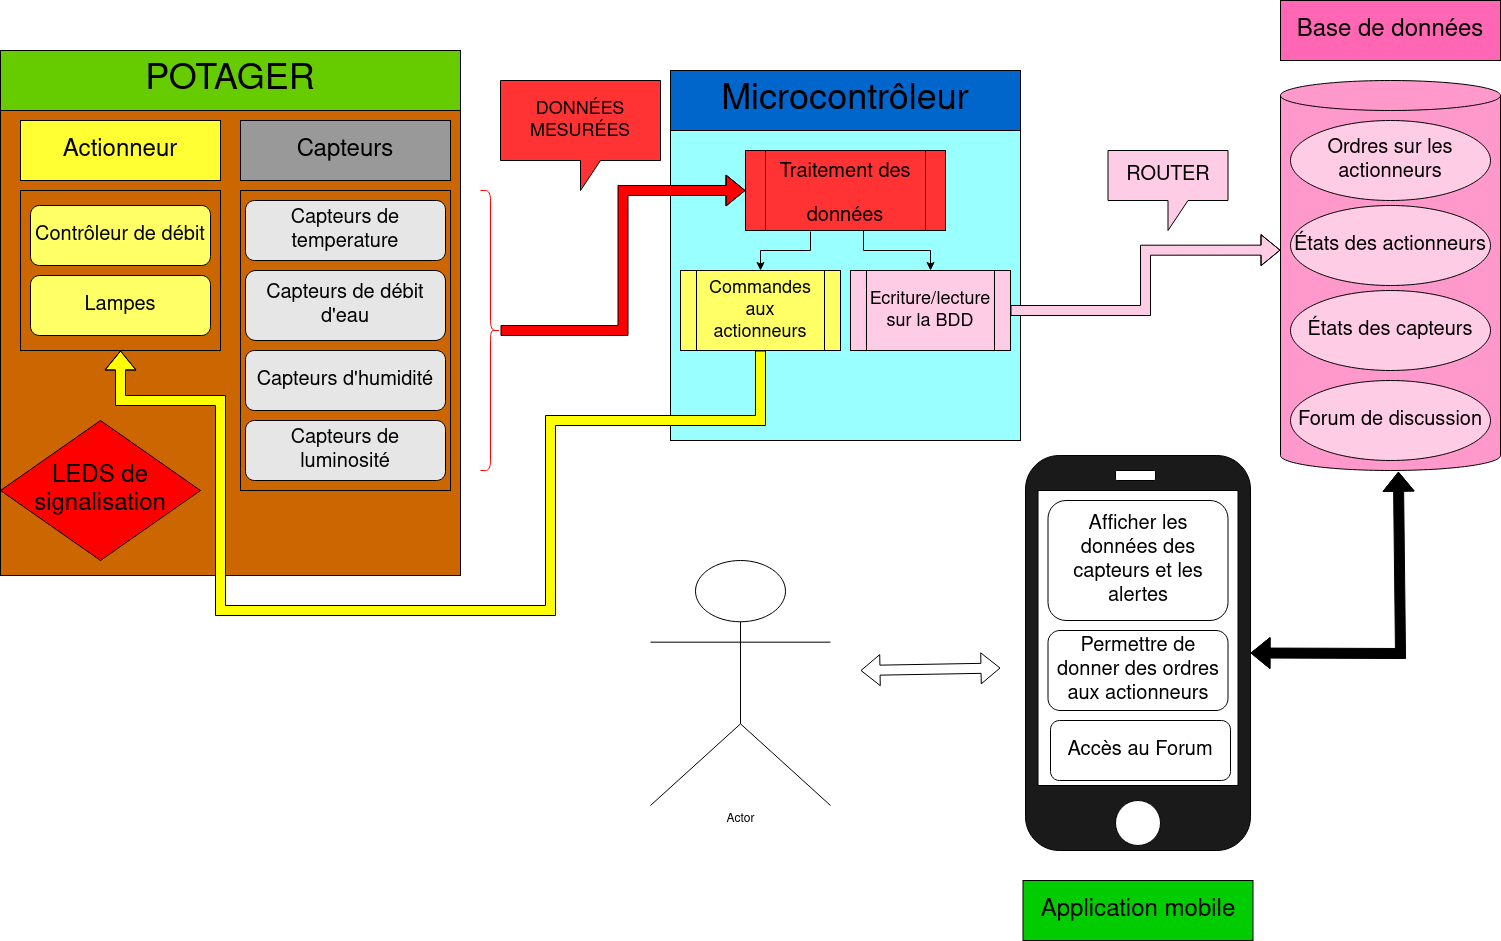 POTAGER
Actionneur
Contrôleur de débit
Lampes
LEDS de
signalisation
Capteurs
Capteurs de
temperature
Capteurs de débit
d'eau
Capteurs d'humidité
Capteurs de
luminosité
DONNÉES
MESURÉES
Microcontrôleur
Traitement des
données
Commandes
aux
actionneurs
Ecriture/lecture
sur la BDD
ROUTER
Base de données
Ordres sur les
actionneurs
États des actionneurs
États des capteurs
Forum de discussion
Afficher les
données des
capteurs et les
alertes
Permettre de
donner des ordres
aux actionneurs
Accès au Forum
Application mobile
Actor